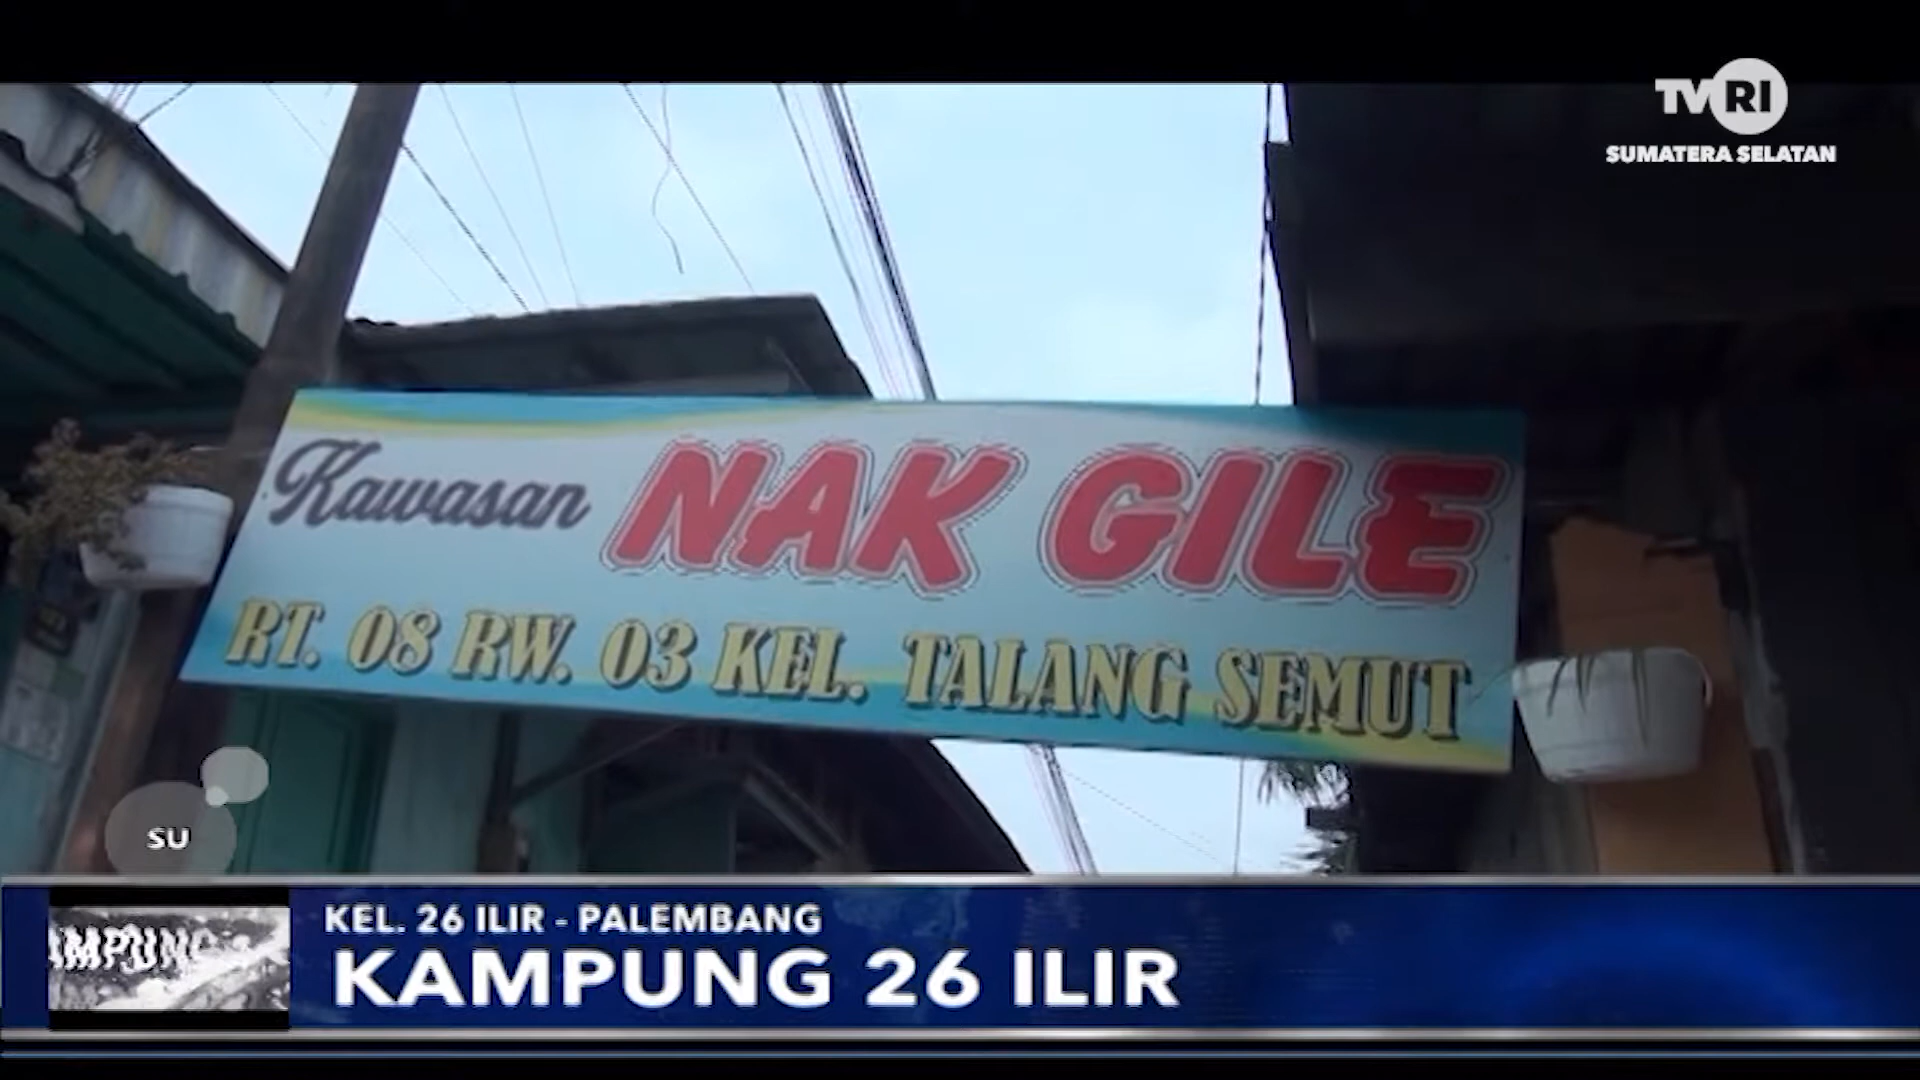 TVRI
SUMATERA SELATAN
Kawasan NAK GILE
RT. 08 RW. 03 KEL. TALANG SEMUT
SU
KEL. 26 ILIR - PALEMBANG
KAMPUNG 26 ILIR